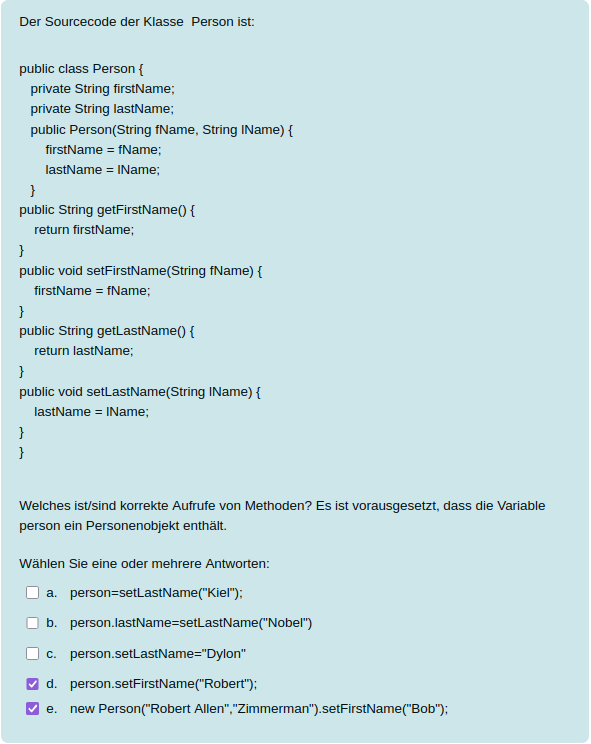 Der Sourcecode der Klasse  Person ist:
public class Person {
private String firstName;
private String lastName;
public Person(String fName, String lName) {
firstName = fName;
lastName = lName;
}
public String getFirstName() {
return firstName;
}
public void setFirstName(String fName) {
firstName = fName;
}
public String getLastName() {
return lastName;
}
public void setLastName(String lName) {
lastName = lName;
}
}
Welches ist/sind korrekte Aufrufe von Methoden? Es ist vorausgesetzt, dass die Variable
person ein Personenobjekt enthält.
Wählen Sie eine oder mehrere Antworten:
a. person=setLastName("Kiel");
b. person.lastName=setLastName("Nobel")
c. person.setLastName="Dylon"
d. person.setFirstName("Robert");
e. new Person("Robert Allen","Zimmerman").setFirstName("Bob");